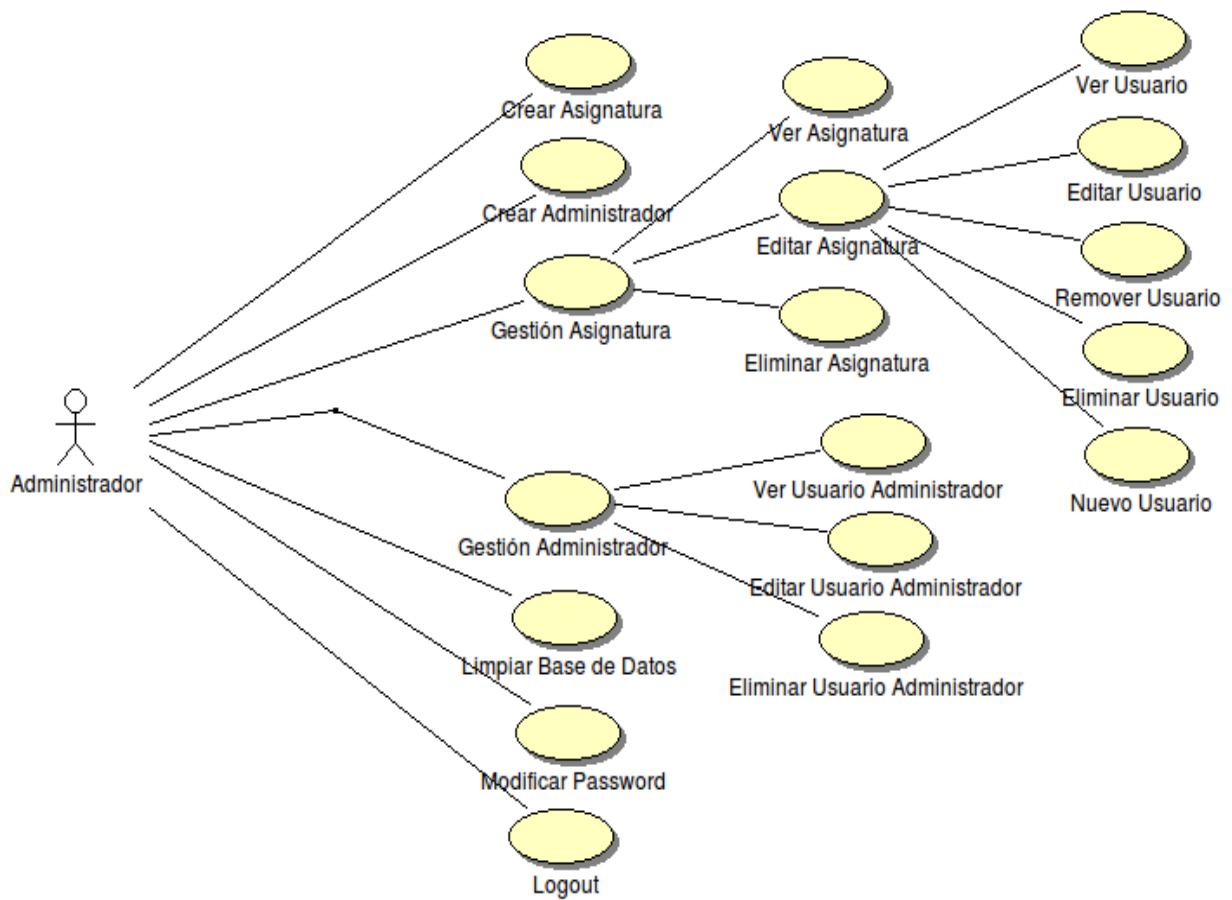 Crear Asignatura
Ver Asignatura
Ver Usuario
Crear Administrador
Editar Usuario
Gestión Asignatura
Editar Asignatura
Remover Usuario
Eliminar Asignatura
Eliminar Usuario
Administrador
Ver Usuario Administrador
Nuevo Usuario
Gestión Administrador
Editar Usuario Administrador
Limpiar Base de Datos
Eliminar Usuario Administrador
Modificar Password
Logout